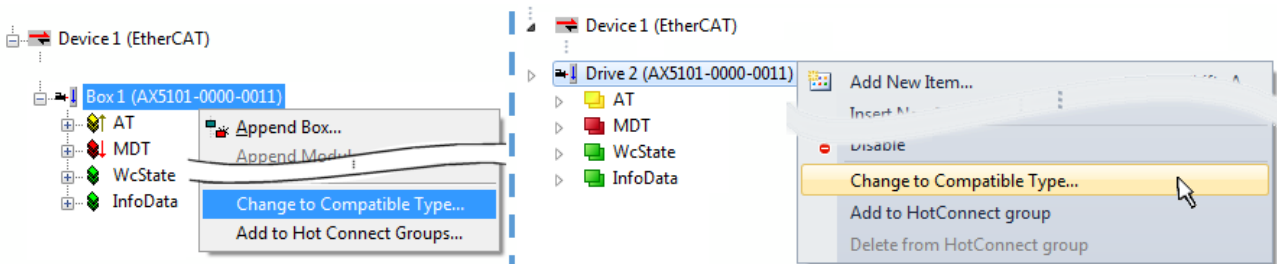 Device 1 (EtherCAT)
Box 1 (AX5101-0000-0011)
AT
MDT
WcState
InfoData
Append Box...
Append
Change to Compatible Type...
Add to Hot Connect Groups...
Device 1 (EtherCAT)
Drive 2 (AX5101-0000-0011)
AT
MDT
WcState
InfoData
Add New Item...
Insert
Disable
Change to Compatible Type...
Add to HotConnect group
Delete from HotConnect group